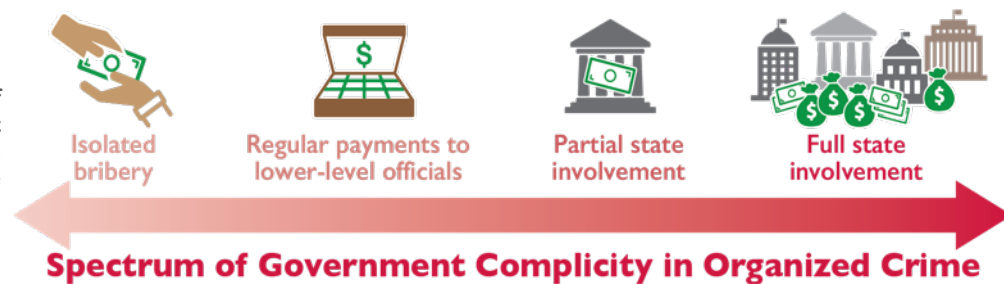 Isolated
bribery
Regular payments to
lower-level officials
Partial state
involvement
Full state
involvement
Spectrum of Government Complicity in Organized Crime